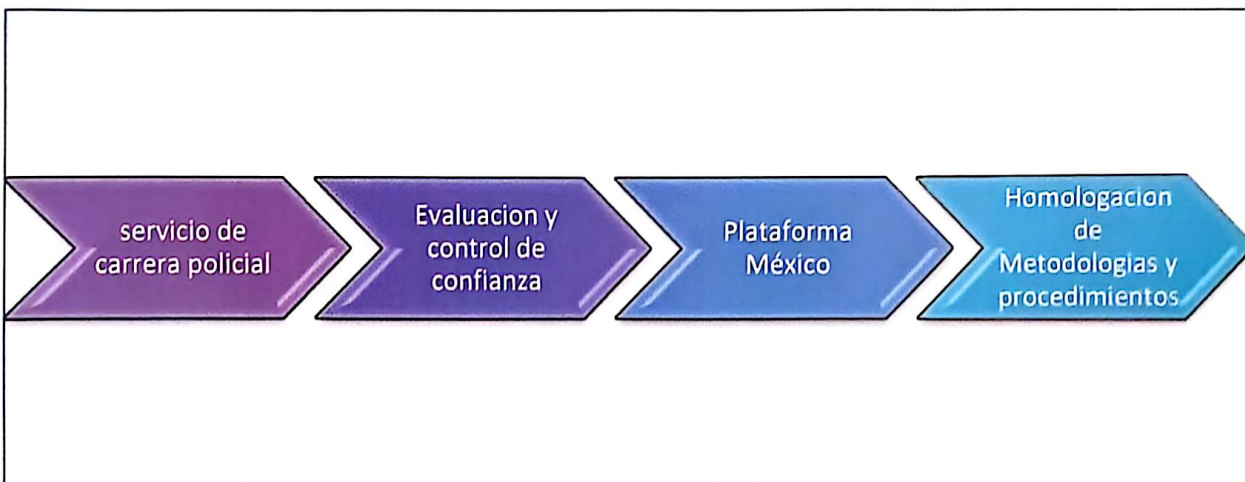 servicio de
carrera policial
Evaluacion y
control de
confianza
Plataforma
México
Homologacion
de
Metodologias y
procedimientos